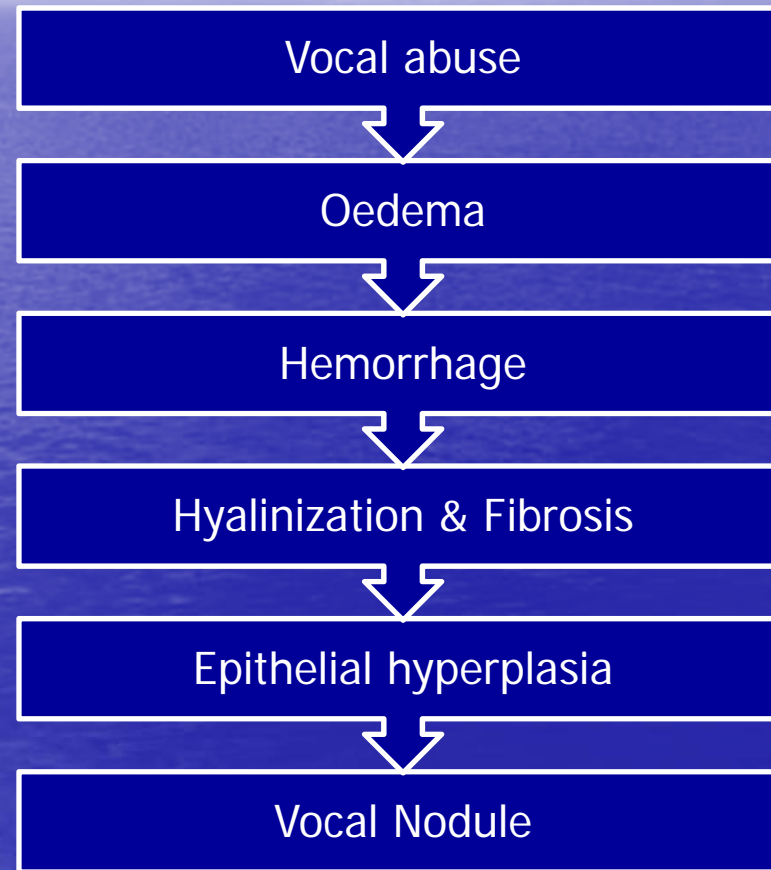 Vocal abuse
Oedema
Hemorrhage
Hyalinization & Fibrosis
Epithelial hyperplasia
Vocal Nodule